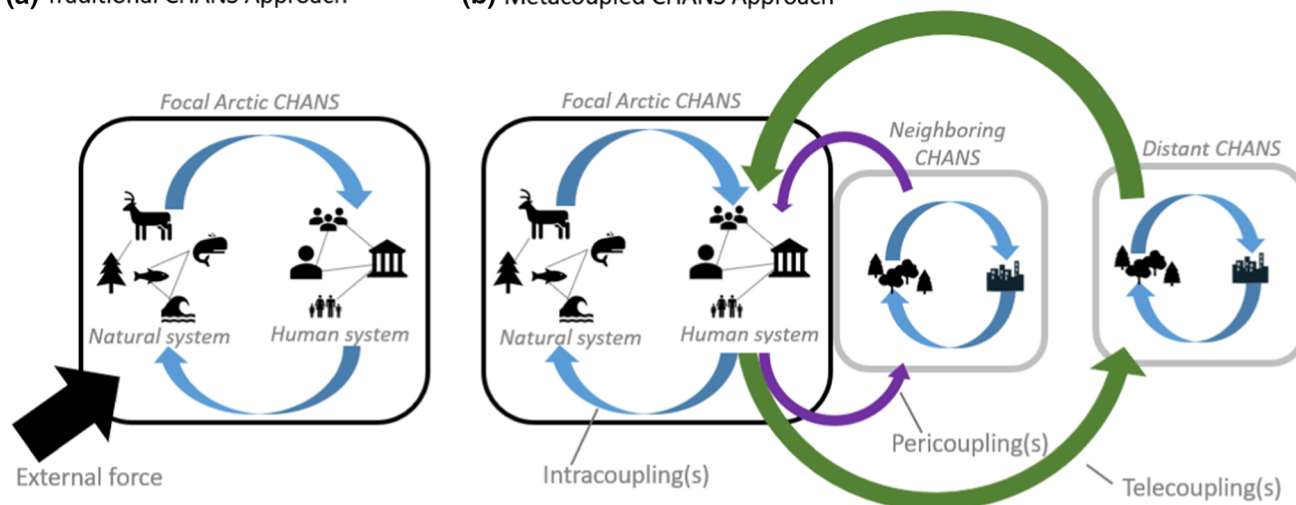 (a) Traditional CHANS Approach
(b) Metacoupled CHANS Approach
Focal Arctic CHANS
Natural system
Human system
External force
Focal Arctic CHANS
Natural system
Human system
Intracoupling(s)
Neighboring
CHANS
Distant CHANS
Pericoupling(s)
Telecoupling(s)